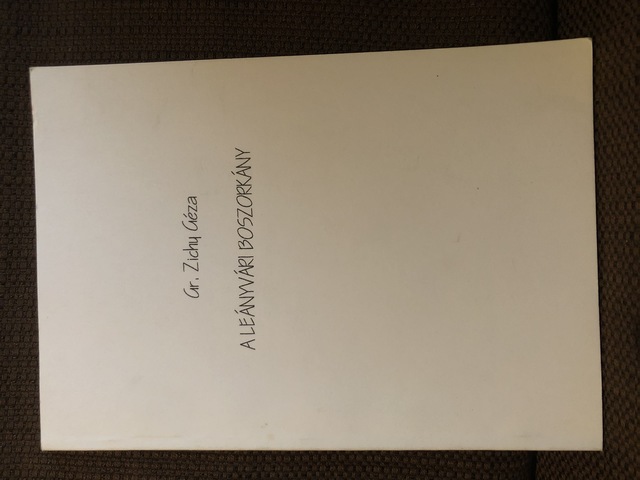 Gr. Zichy Géza
A LEÁNYVÁRI BOSZORKÁNY